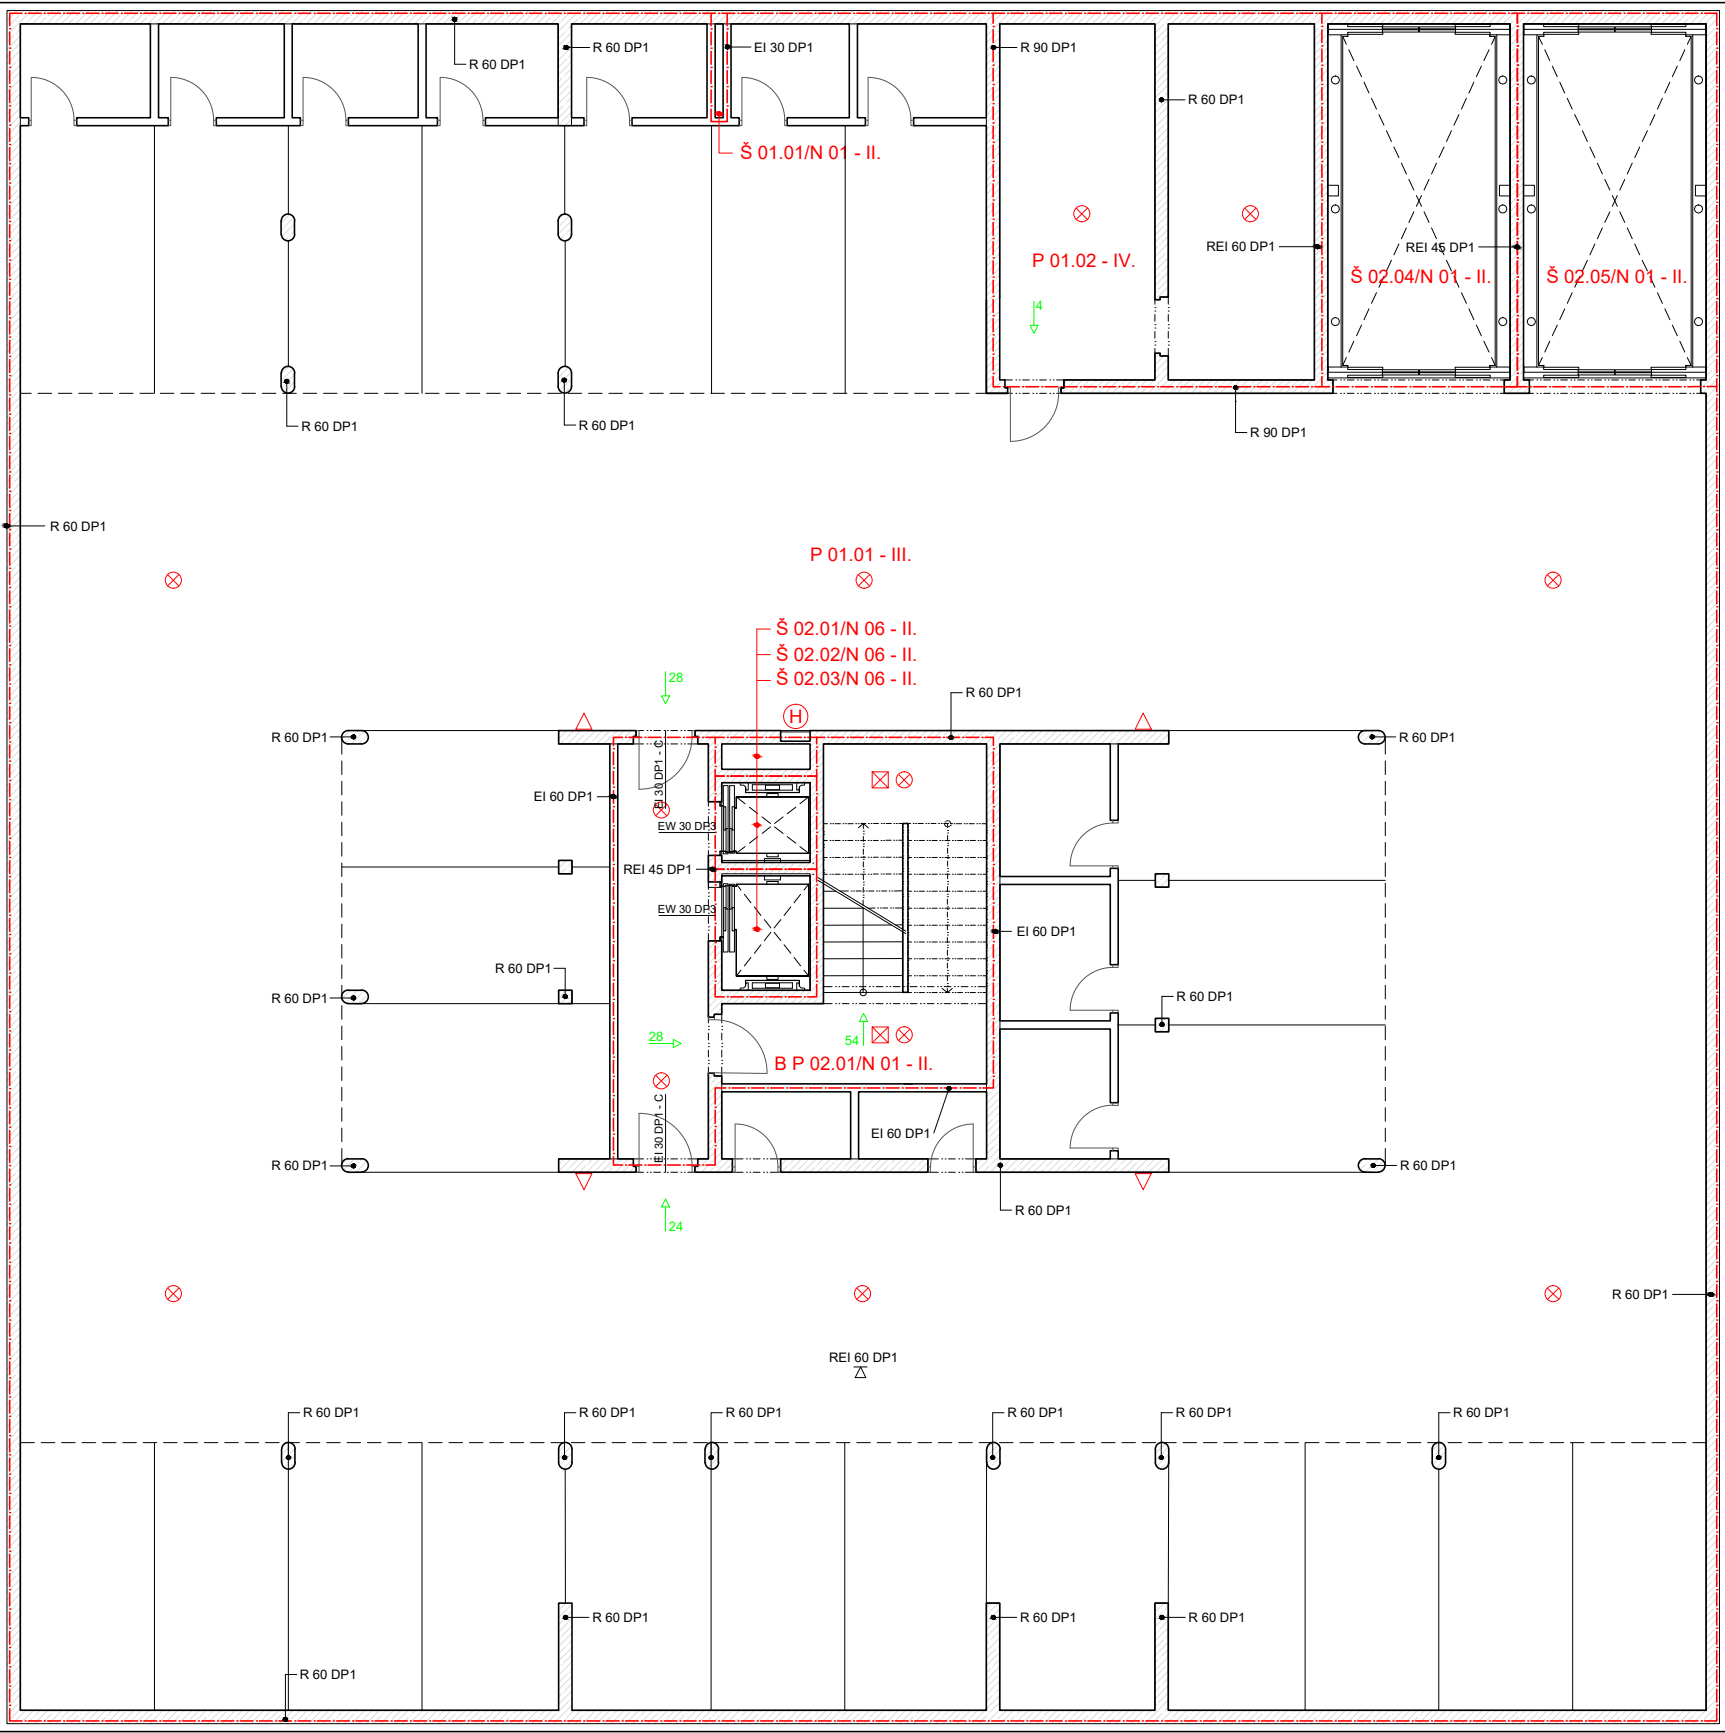 R 60 DP1
R 60 DP1
EI 30 DP1
R 90 DP1
R 60 DP1
Š 01.01/N 01 - II.
P 01.02 - IV.
REI 60 DP1
REI 45 DP1
Š 02.04/N 01 - II.
Š 02.05/N 01 - II.
4
R 60 DP1
R 60 DP1
R 90 DP1
R 60 DP1
P 01.01 - III.
Š 02.01/N 06 - II.
Š 02.02/N 06 - II.
Š 02.03/N 06 - II.
28
R 60 DP1
H
R 60 DP1
R 60 DP1
EI 30 DP1 - C
EI 60 DP1
EW 30 DP3
REI 45 DP1
EW 30 DP3
EI 60 DP1
R 60 DP1
R 60 DP1
R 60 DP1
28
54
B P 02.01/N 01 - II.
EI 30 DP1 - C
EI 60 DP1
R 60 DP1
R 60 DP1
R 60 DP1
24
R 60 DP1
REI 60 DP1
R 60 DP1
R 60 DP1
R 60 DP1
R 60 DP1
R 60 DP1
R 60 DP1
R 60 DP1
R 60 DP1
R 60 DP1
R 60 DP1